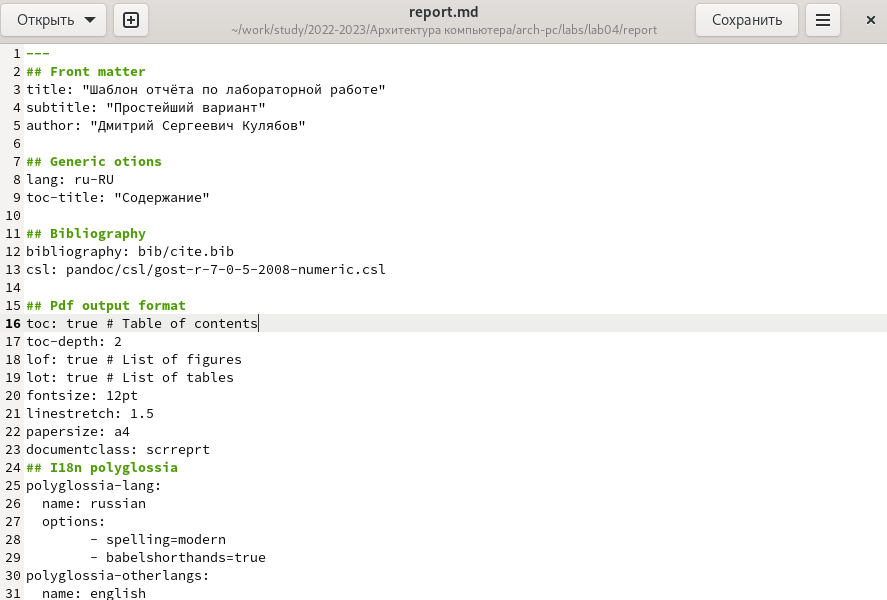 Открыть
report.md
~/work/study/2022-2023/Архитектура компьютера/arch-pc/labs/lab04/report
Сохранить
1 ---
2 ## Front matter
3 title: "Шаблон отчёта по лабораторной работе"
4 subtitle: "Простейший вариант"
5 author: "Дмитрий Сергеевич Кулябов"
6
7 ## Generic otions
8 lang: ru-RU
9 toc-title: "Содержание"
10
11 ## Bibliography
12 bibliography: bib/cite.bib
13 csl: pandoc/csl/gost-r-7-0-5-2008-numeric.csl
14
15 ## Pdf output format
16 toc: true # Table of contents
17 toc-depth: 2
18 lof: true # List of figures
19 lot: true # List of tables
20 fontsize: 12pt
21 linestretch: 1.5
22 papersize: a4
23 documentclass: scrreprt
24 ## I18n polyglossia
25 polyglossia-lang:
26   name: russian
27   options:
28         - spelling=modern
29         - babelshorthands=true
30 polyglossia-otherlangs:
31   name: english